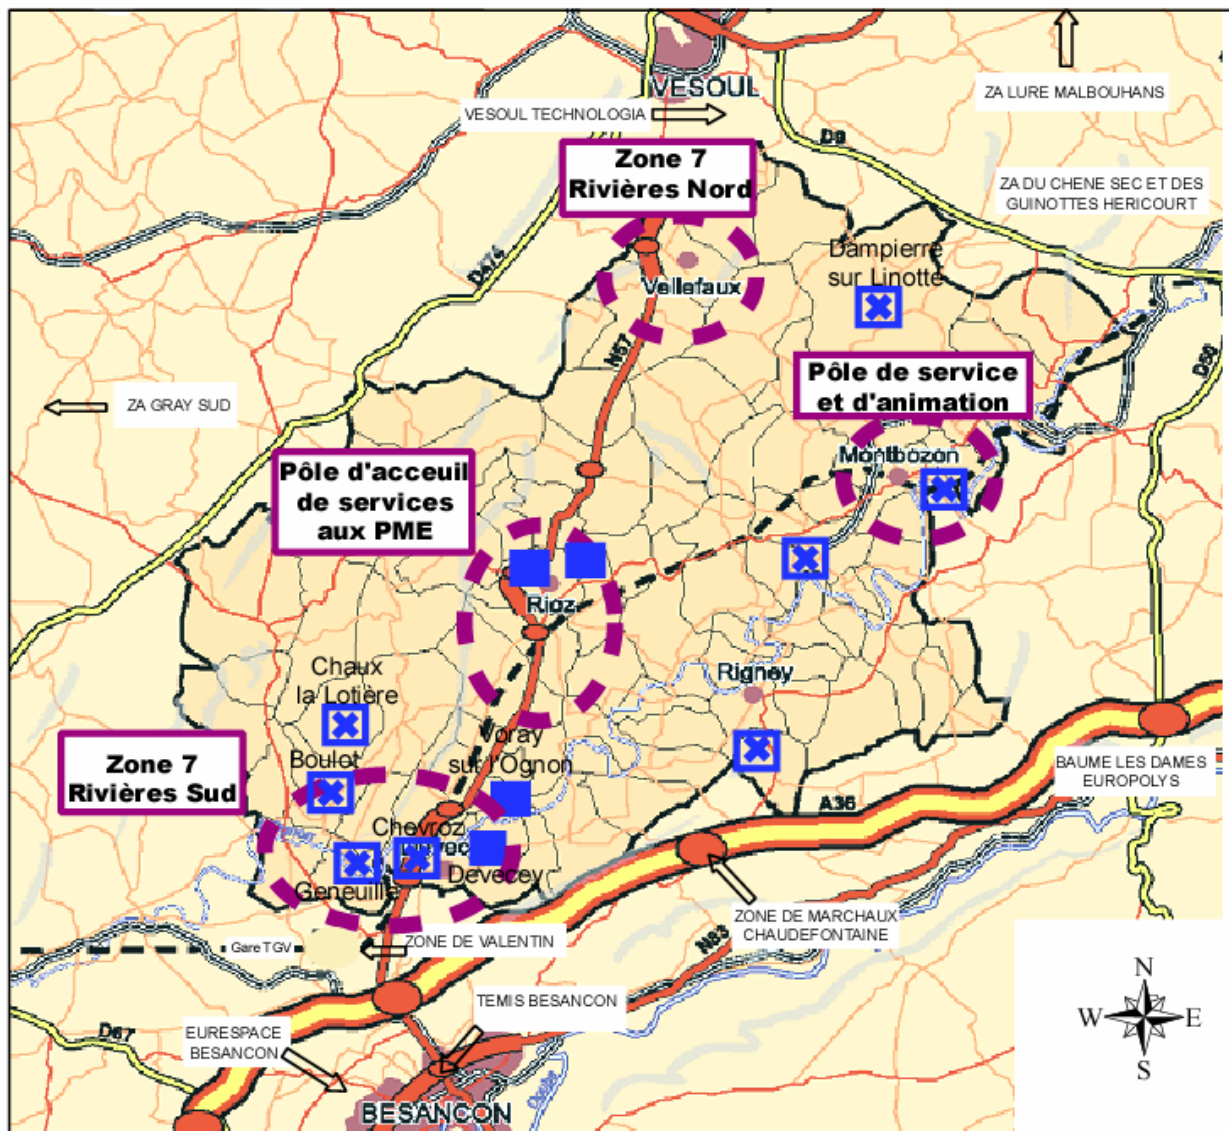 VESOUL
VESOUL TECHNOLOGIA
ZA LURE MALBOUHANS
D9
Zone 7
Rivières Nord
ZA DU CHENE SEC ET DES
GUINOTTES HERICOURT
Dampierre
sur Linotte
Vellefaux
N57
D50
ZA GRAY SUD
Pôle de service
et d'animation
Montbozon
Pôle d'acceuil
de services
aux PME
Rioz
Rigney
Chaux
la Lotière
Voray
sur l'Ognon
Boulot
Zone 7
Rivières Sud
BAUME LES DAMES
EUROPOLYS
A36
Chevroz
Devecey
Geneuille
ZONE DE MARCHAUX
CHAUDEFONTAINE
N83
Gare TGV
ZONE DE VALENTIN
TEMIS BESANCON
D67
EURESPACE
BESANCON
BESANCON
N
W
E
S